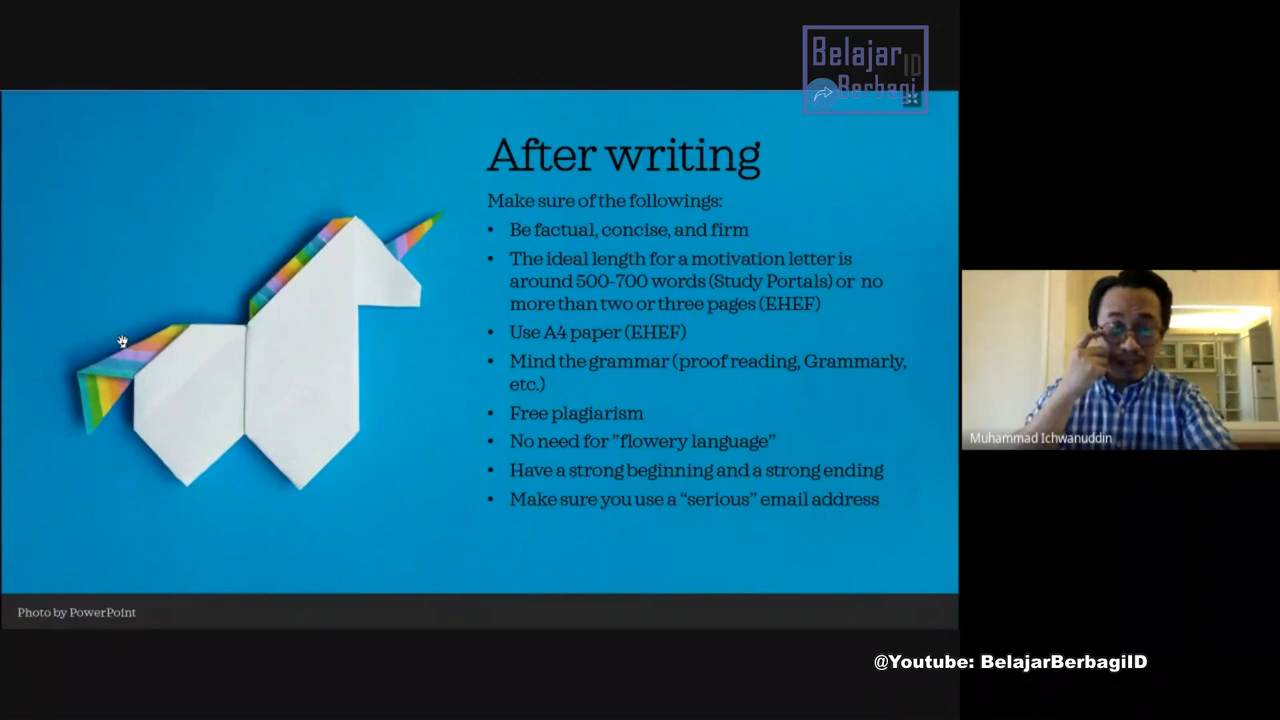 Belajar
ID
Berbagi
After writing
Make sure of the followings:
• Be factual, concise, and firm
• The ideal length for a motivation letter is
around 500-700 words (Study Portals) or no
more than two or three pages (EHEF)
• Use A4 paper (EHEF)
• Mind the grammar (proof reading, Grammarly,
etc.)
• Free plagiarism
• No need for ”flowery language”
• Have a strong beginning and a strong ending
• Make sure you use a “serious” email address
Muhammad Ichwanuddin
Photo by PowerPoint
@Youtube: BelajarBerbagiID